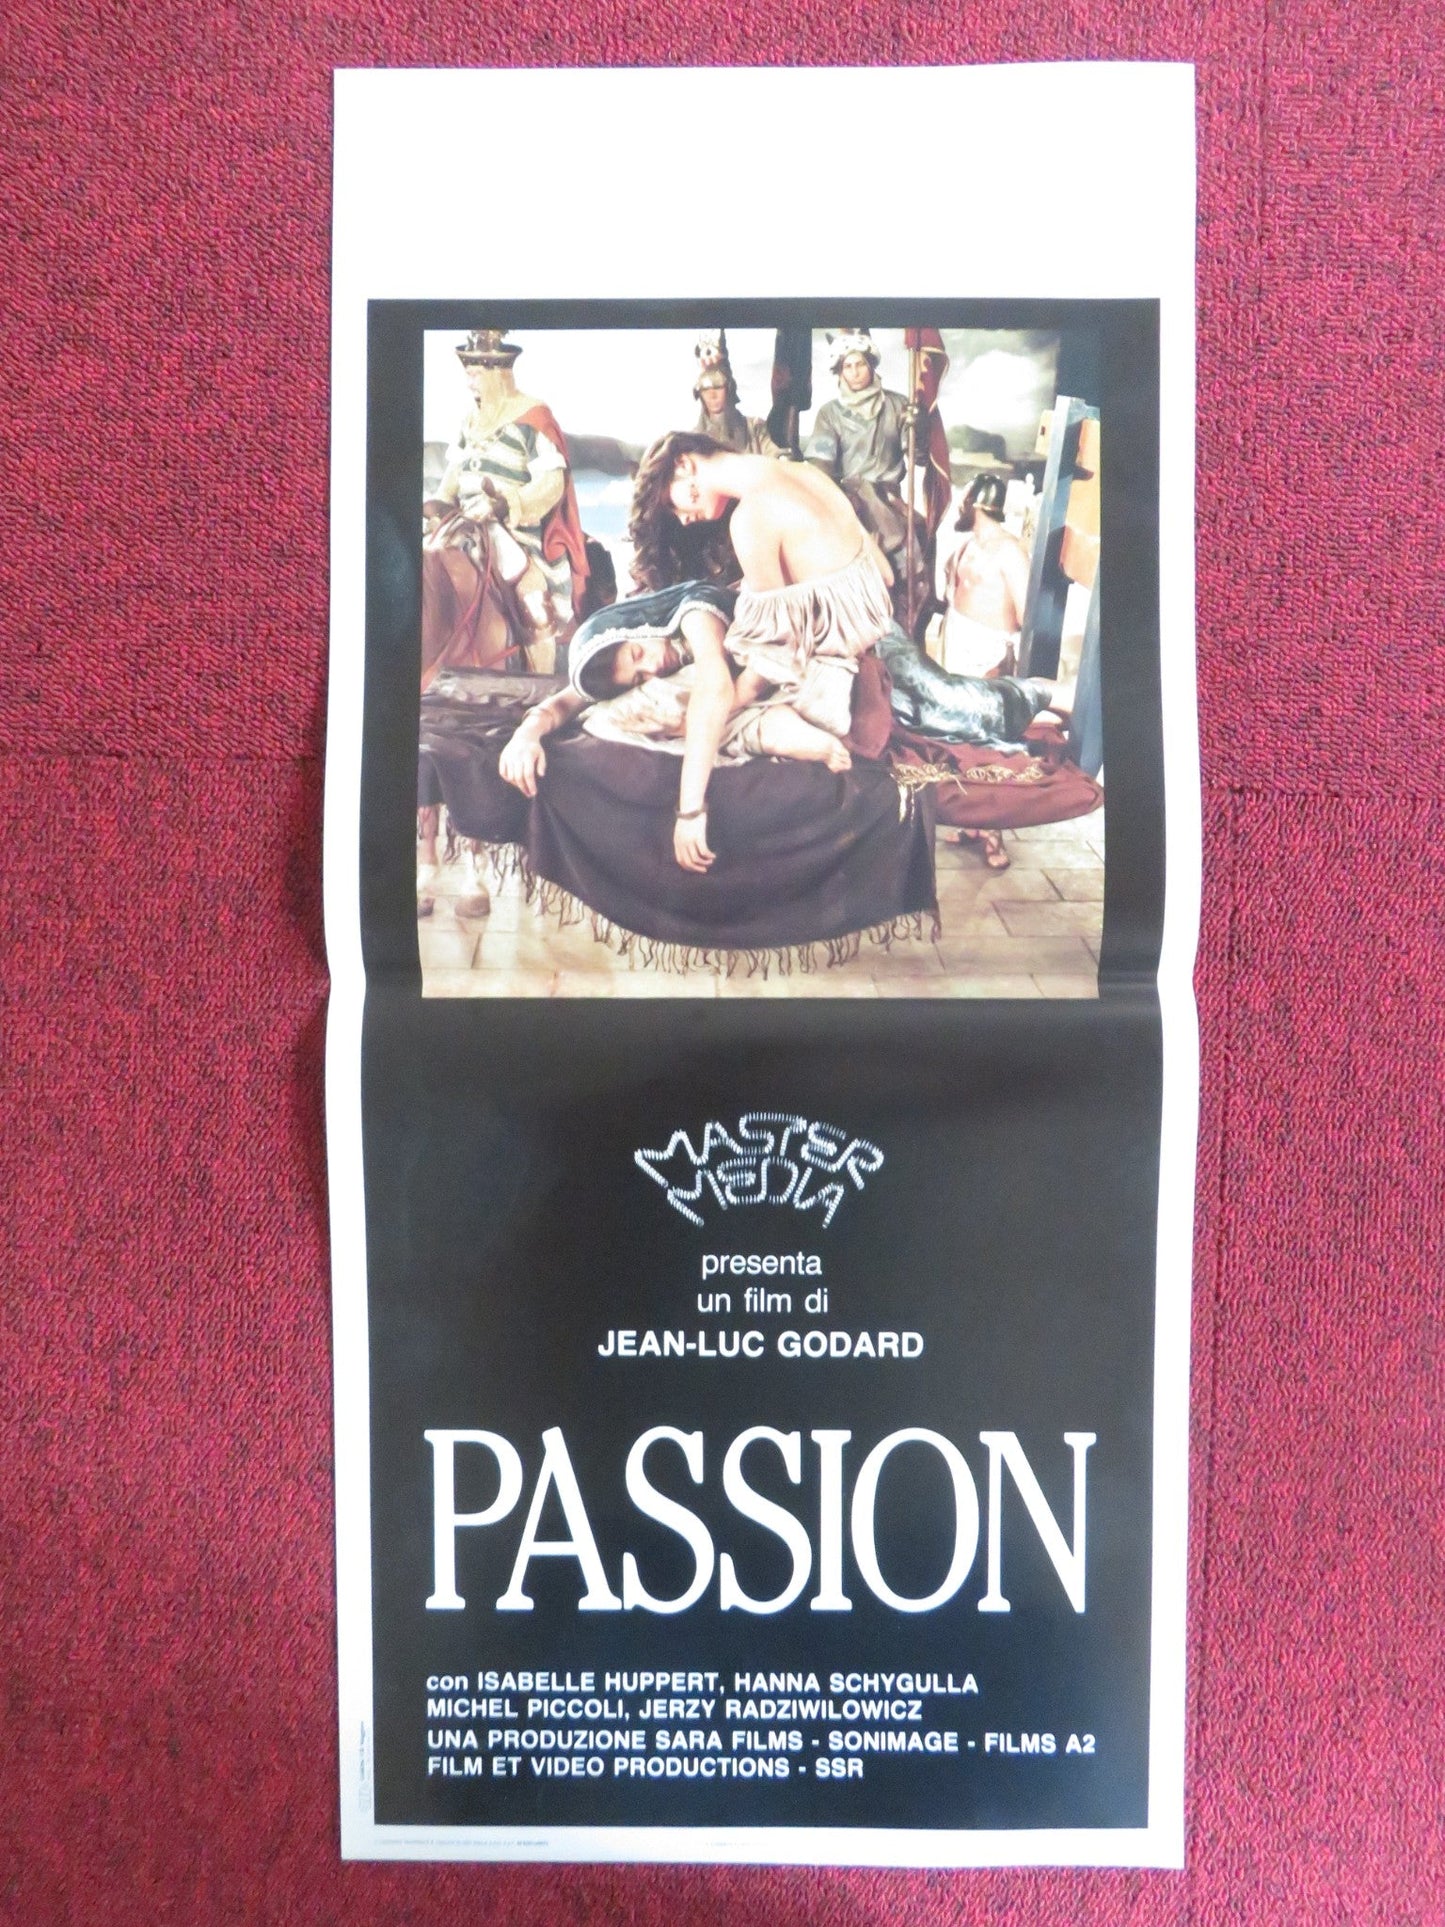 MASTER
MEDIA
presenta
un film di
JEAN-LUC GODARD
PASSION
con ISABELLE HUPPERT, HANNA SCHYGULLA
MICHEL PICCOLI, JERZY RADZIWILOWICZ
UNA PRODUZIONE SARA FILMS - SONIMAGE - FILMS A2
FILM ET VIDEO PRODUCTIONS - SSR